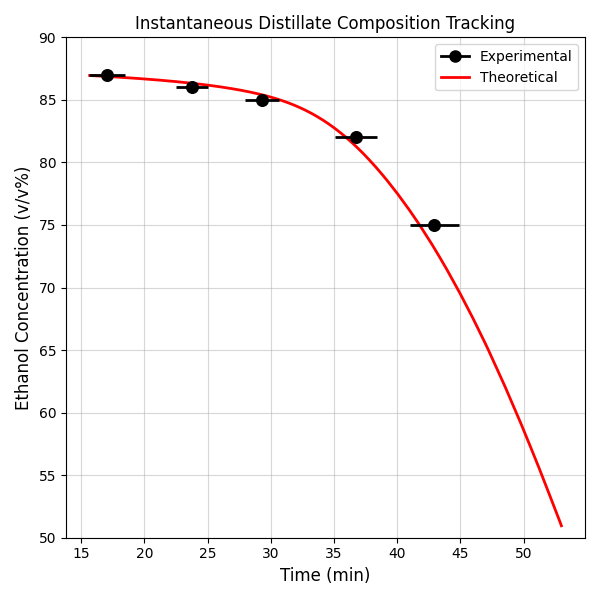 Instantaneous Distillate Composition Tracking
Experimental
Theoretical
Ethanol Concentration (v/v%)
90
85
80
75
70
65
60
55
50
15 20 25 30 35 40 45 50
Time (min)